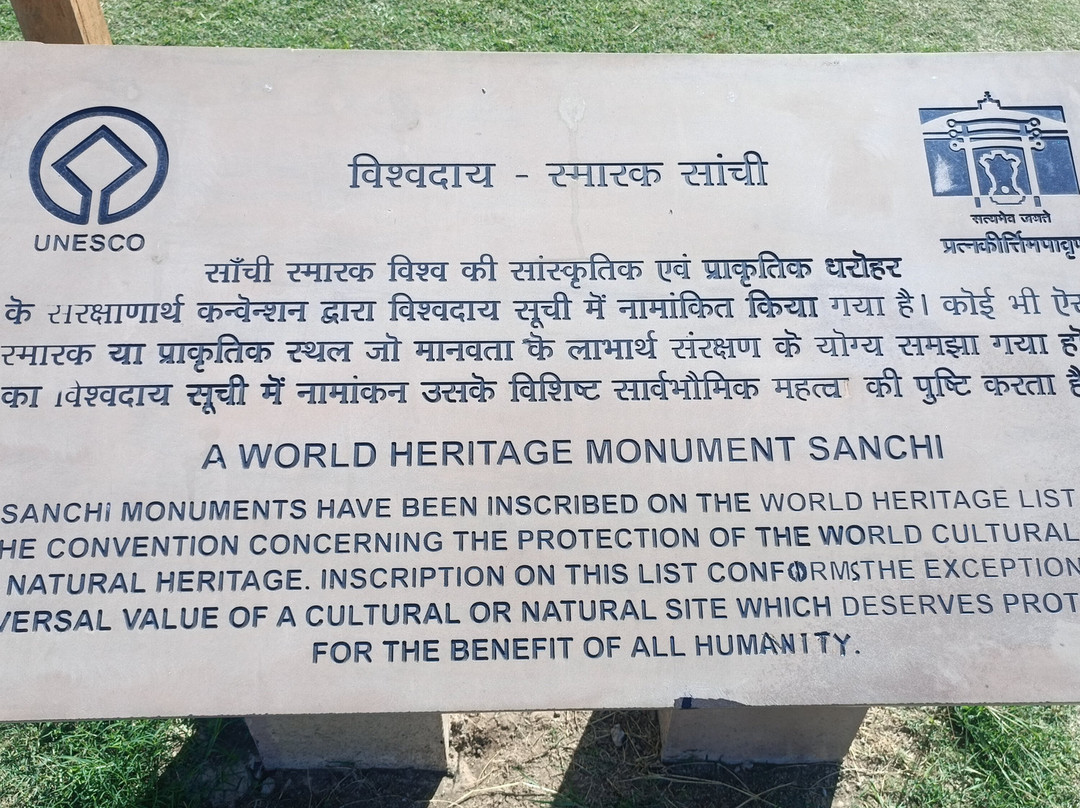 UNESCO
विश्वदाय - स्मारक सांची
सत्यमेव जयते
साँची स्मारक विश्व की सांस्कृतिक एवं प्राकृतिक धरोहर
के संरक्षाणार्थ कन्वेन्शन द्वारा विश्वदाय सूची में नामांकित किया गया है। कोई भी
स्मारक या प्राकृतिक स्थल जो मानवता के लाभार्थ संरक्षण के योग्य समझा गया
का विश्वदाय सूची में नामांकन उसके विशिष्ट सार्वभौमिक महत्व की पुष्टि करता है
A WORLD HERITAGE MONUMENT SANCHI
SANCHI MONUMENTS HAVE BEEN INSCRIBED ON THE WORLD HERITAGE LIST
HE CONVENTION CONCERNING THE PROTECTION OF THE WORLD CULTURAL
NATURAL HERITAGE. INSCRIPTION ON THIS LIST CONFORMS THE EXCEPTION
VERSAL VALUE OF A CULTURAL OR NATURAL SITE WHICH DESERVES PROT
FOR THE BENEFIT OF ALL HUMANITY.